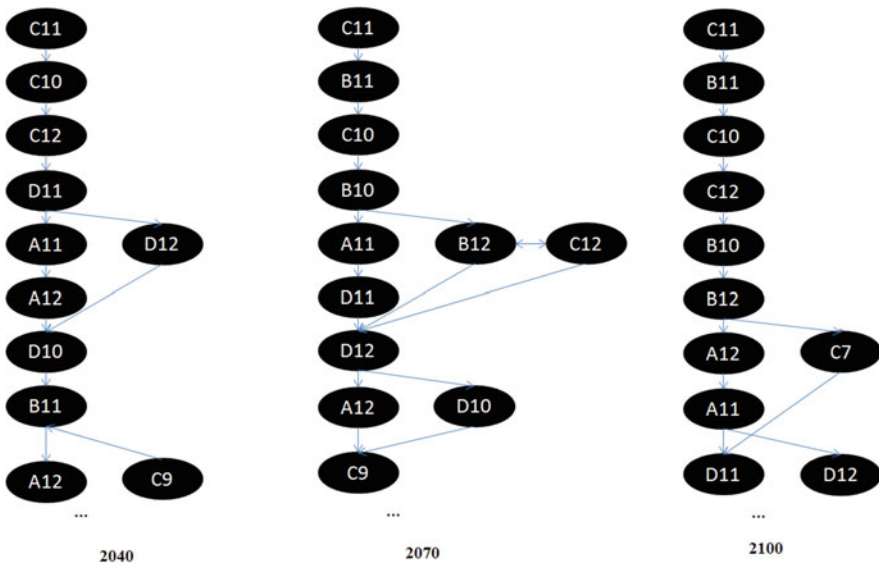 C11 C11 C11
C10 B11 B11
C12 C10 C10
D11 B10 C12
A11 D12 A11 B12 C12 B10
A12 D11 B12
D10 D12 A12 C7
B11 A12 D10 A11
A12 C9 C9 D11 D12
... ... ...
2040 2070 2100